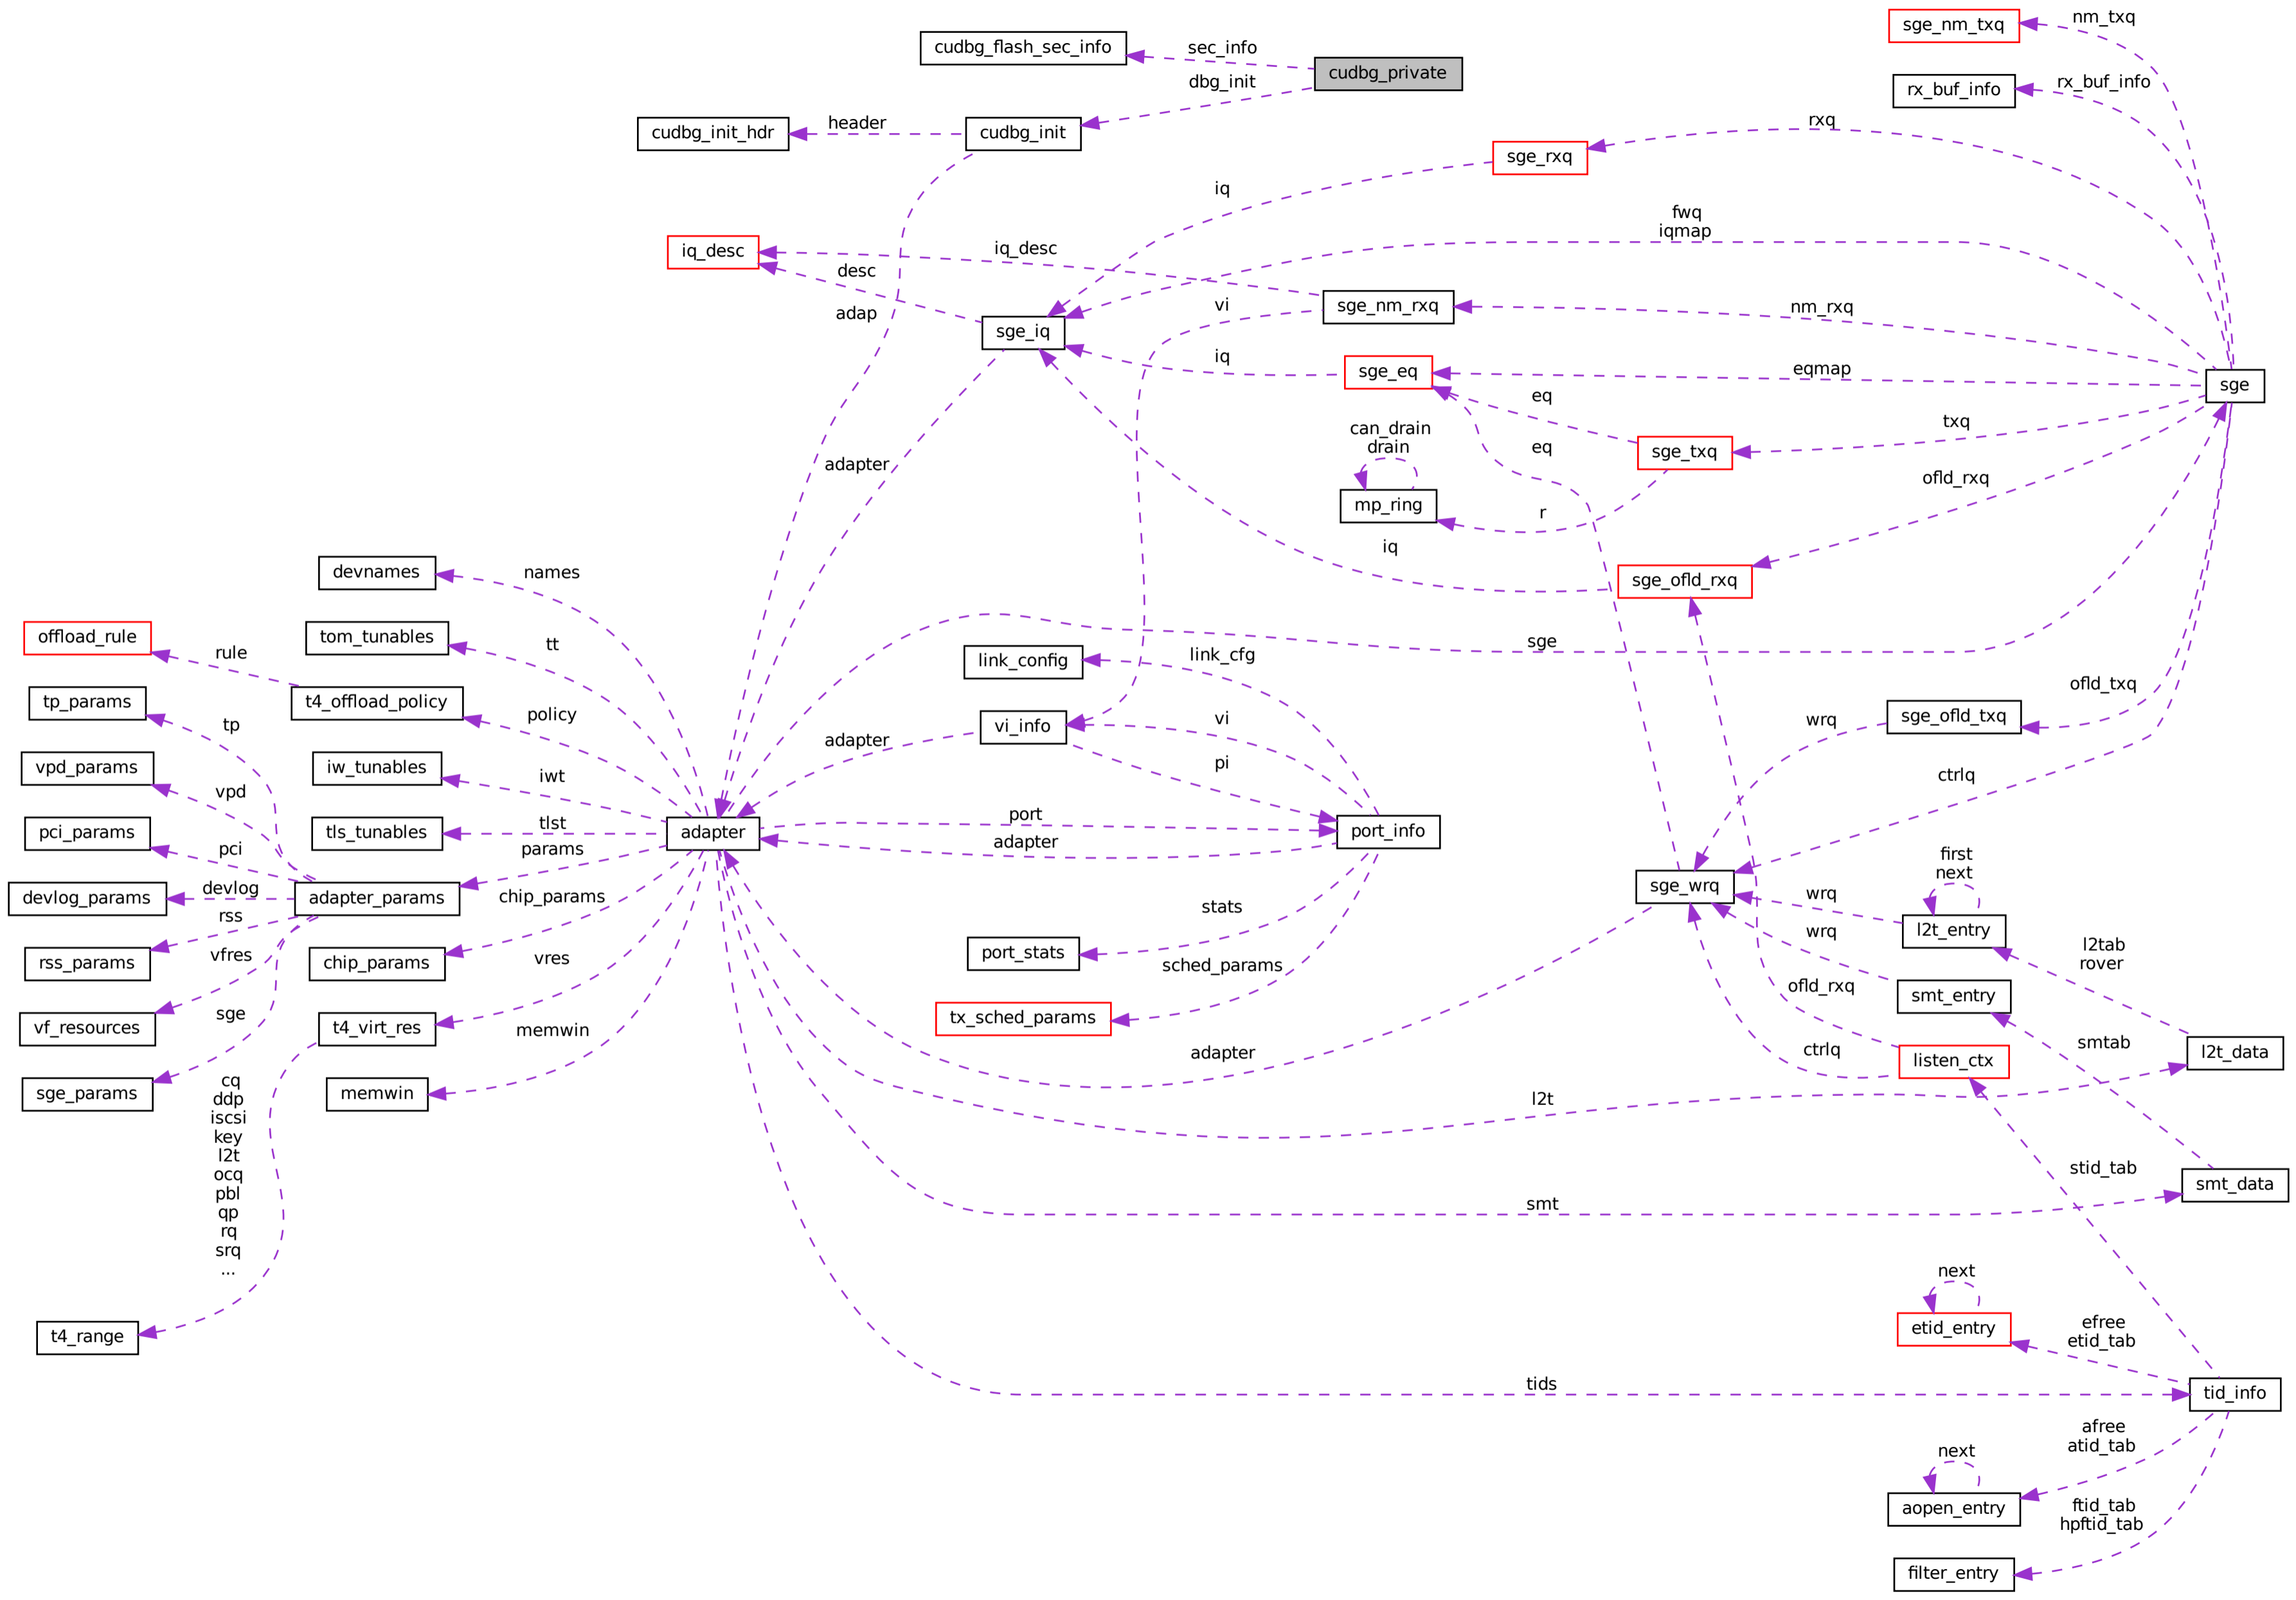 sge_nm_txq
nm_txq
cudbg_flash_sec_info
sec_info
cudbg_private
dbg_init
rx_buf_info
rx_buf_info
cudbg_init_hdr
header
cudbg_init
rxq
sge_rxq
iq
fwq
iqmap
iq_desc
iq_desc
desc
adap
sge_iq
vi
sge_nm_rxq
nm_rxq
iq
sge_eq
eqmap
sge
eq
txq
can_drain
drain
eq
sge_txq
adapter
ofld_rxq
mp_ring
r
iq
devnames
names
sge_ofld_rxq
offload_rule
rule
tom_tunables
tt
sge
link_config
link_cfg
tp_params
tp
t4_offload_policy
policy
vi_info
vi
adapter
pi
ofld_txq
sge_ofld_txq
wrq
vpd_params
vpd
iw_tunables
iwt
ctrlq
pci_params
pci
tls_tunables
tlst
params
adapter
port
adapter
port_info
devlog_params
devlog
adapter_params
chip_params
sge_wrq
first
next
wrq
stats
l2t_entry
rss
rss_params
vfres
chip_params
vres
port_stats
sched_params
wrq
l2tab
rover
ofld_rxq
smt_entry
vf_resources
sge
t4_virt_res
memwin
tx_sched_params
adapter
ctrlq
listen_ctx
smtab
l2t_data
sge_params
memwin
l2t
cq
ddp
iscsi
key
l2t
ocq
pbl
qp
rq
srq
...
stid_tab
smt_data
smt
t4_range
next
etid_entry
efree
etid_tab
tids
tid_info
next
afree
atid_tab
aopen_entry
ftid_tab
hpftid_tab
filter_entry